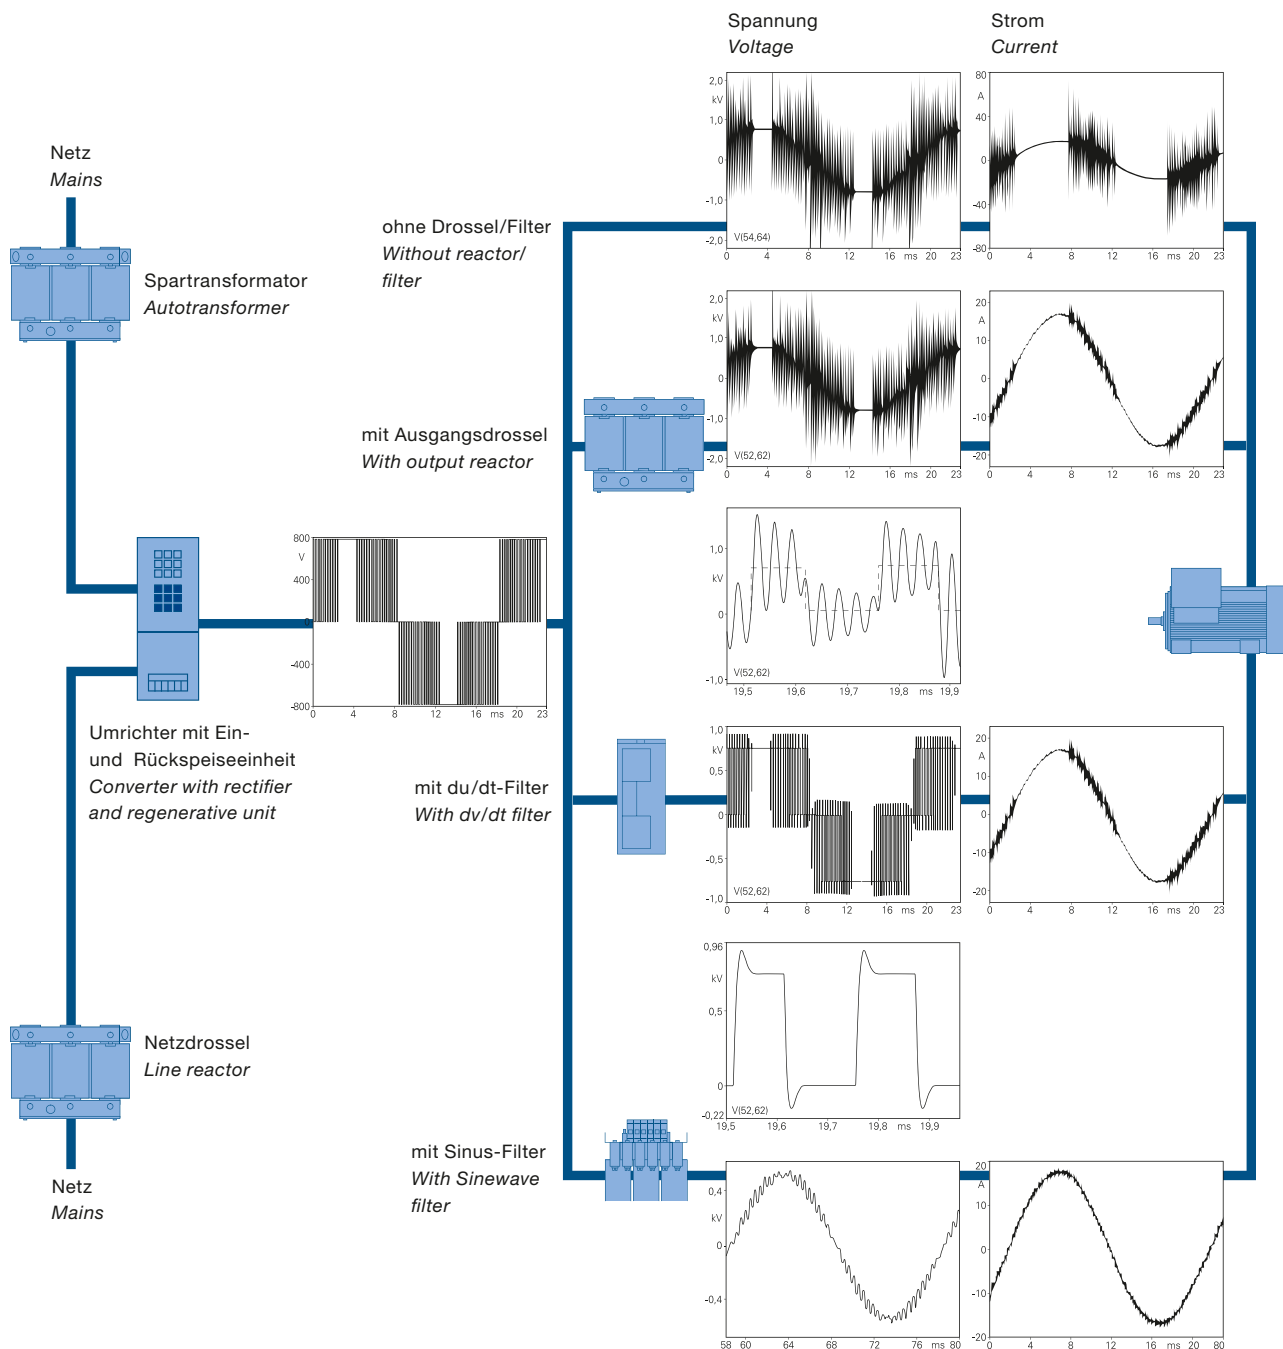 Spannung
Voltage
Strom
Current
2,0
kV
1,0
0
-1,0
-2,0
V(54,64)
0 4 8 12 16 ms 20 23
80
A
40
0
-40
-80
0 4 8 12 16 ms 20 23
Netz
Mains
Spartransformator
Autotransformer
ohne Drossel/Filter
Without reactor/
filter
2,0
kV
1,0
0
-1,0
-2,0
V(52,62)
0 4 8 12 16 ms 20 23
20
A
10
0
-10
-20
0 4 8 12 16 ms 20 23
mit Ausgangsdrossel
With output reactor
800
V
400
0
-400
-800
0 4 8 12 16 ms 20 23
1,0
kV
0
-1,0
V(52,62)
19,5 19,6 19,7 19,8 ms 19,9
Umrichter mit Ein-
und Rückspeiseeinheit
Converter with rectifier
and regenerative unit
mit du/dt-Filter
With dv/dt filter
1,0
kV
0,5
0
-0,5
-1,0
V(52,62)
0 4 8 12 16 ms 20 23
20
A
10
0
-10
-20
0 4 8 12 16 ms 20 23
0,96
kV
0,5
0
-0,22
V(52,62)
19,5 19,6 19,7 19,8 ms 19,9
Netzdrossel
Line reactor
Netz
Mains
mit Sinus-Filter
With Sinewave
filter
0,4
kV
0
-0,4
58 60 64 68 72 76 ms 80
20
A
10
0
-10
-20
0 4 8 12 16 ms 20 80